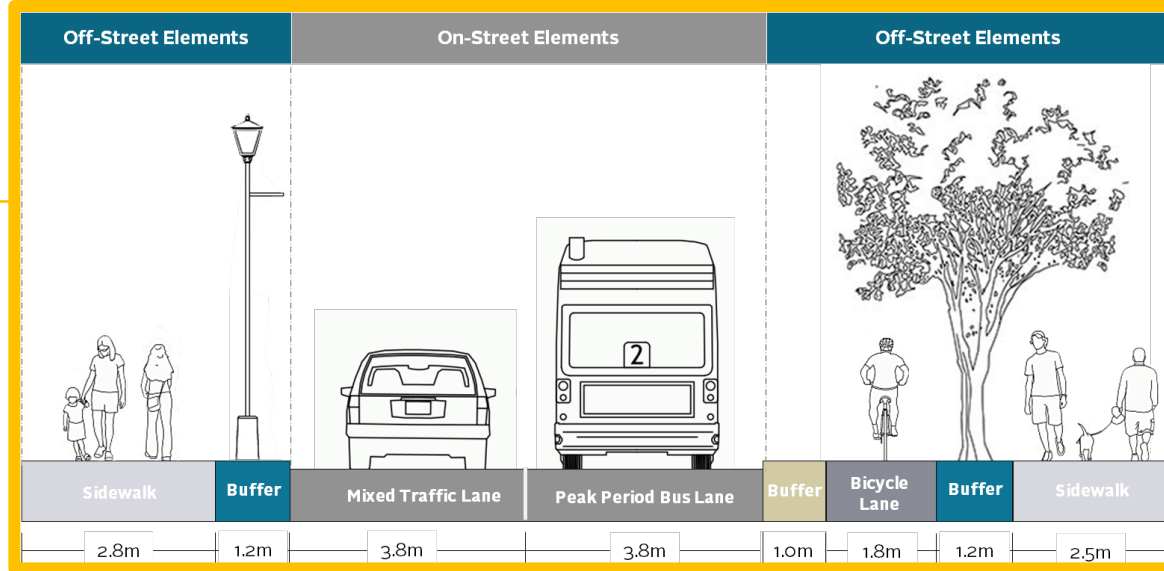 Off-Street Elements
On-Street Elements
Off-Street Elements
2
Sidewalk
Buffer
Mixed Traffic Lane
Peak Period Bus Lane
Buffer
Bicycle
Lane
Buffer
Sidewalk
2.8m
1.2m
3.8m
3.8m
1.0m
1.8m
1.2m
2.5m